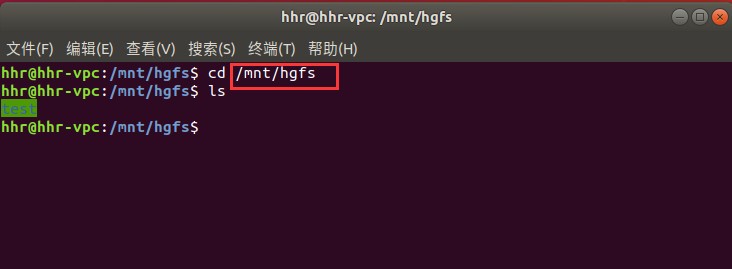 hhr@hhr-vpc: /mnt/hgfs
文件(F) 编辑(E) 查看(V) 搜索(S) 终端(T) 帮助(H)
hhr@hhr-vpc:/mnt/hgfs$ cd /mnt/hgfs
hhr@hhr-vpc:/mnt/hgfs$ ls
test
hhr@hhr-vpc:/mnt/hgfs$